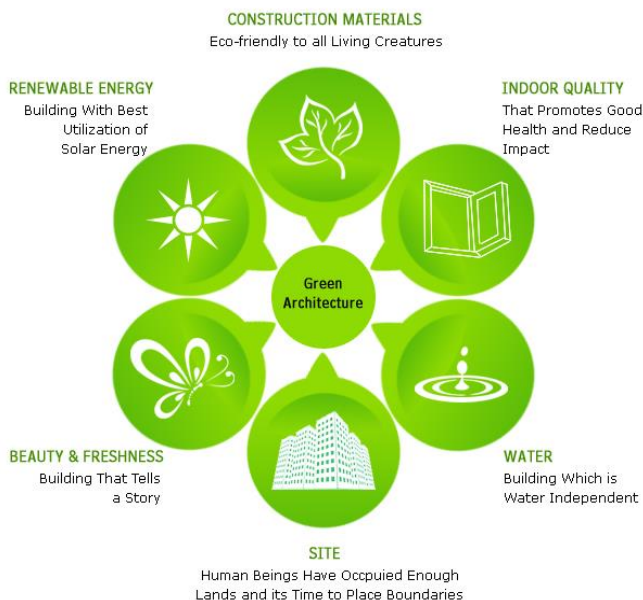 CONSTRUCTION MATERIALS
Eco-friendly to all Living Creatures
RENEWABLE ENERGY
Building With Best
Utilization of
Solar Energy
INDOOR QUALITY
That Promotes Good
Health and Reduce
Impact
Green
Architecture
BEAUTY & FRESHNESS
Building That Tells
a Story
WATER
Building Which is
Water Independent
SITE
Human Beings Have Occpuied Enough
Lands and its Time to Place Boundaries